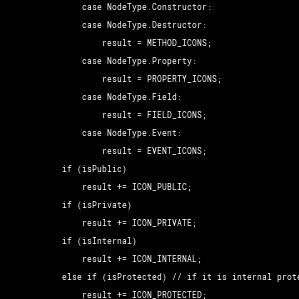 case NodeType.Constructor:
case NodeType.Destructor:
result = METHOD_ICONS;
case NodeType.Property:
result = PROPERTY_ICONS;
case NodeType.Field:
result = FIELD_ICONS;
case NodeType.Event:
result = EVENT_ICONS;
if (isPublic)
result += ICON_PUBLIC;
if (isPrivate)
result += ICON_PRIVATE;
if (isInternal)
result += ICON_INTERNAL;
else if (isProtected) // if it is internal prote
result += ICON_PROTECTED;